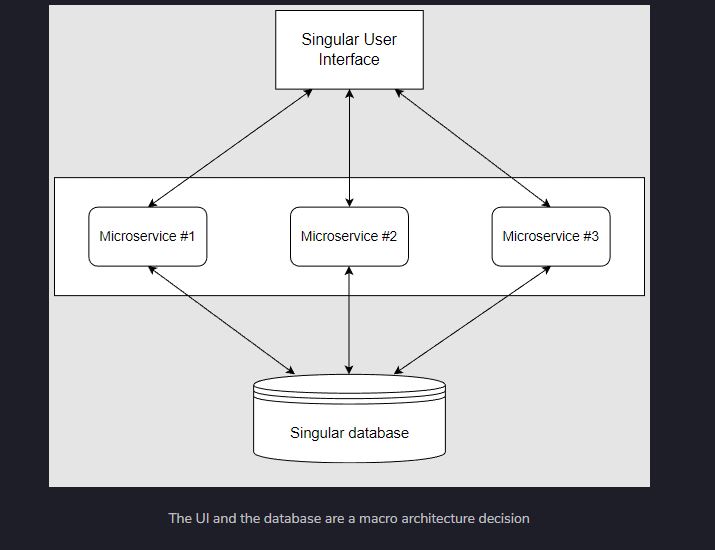 Singular User
Interface
Microservice #1
Microservice #2
Microservice #3
Singular database
The UI and the database are a macro architecture decision